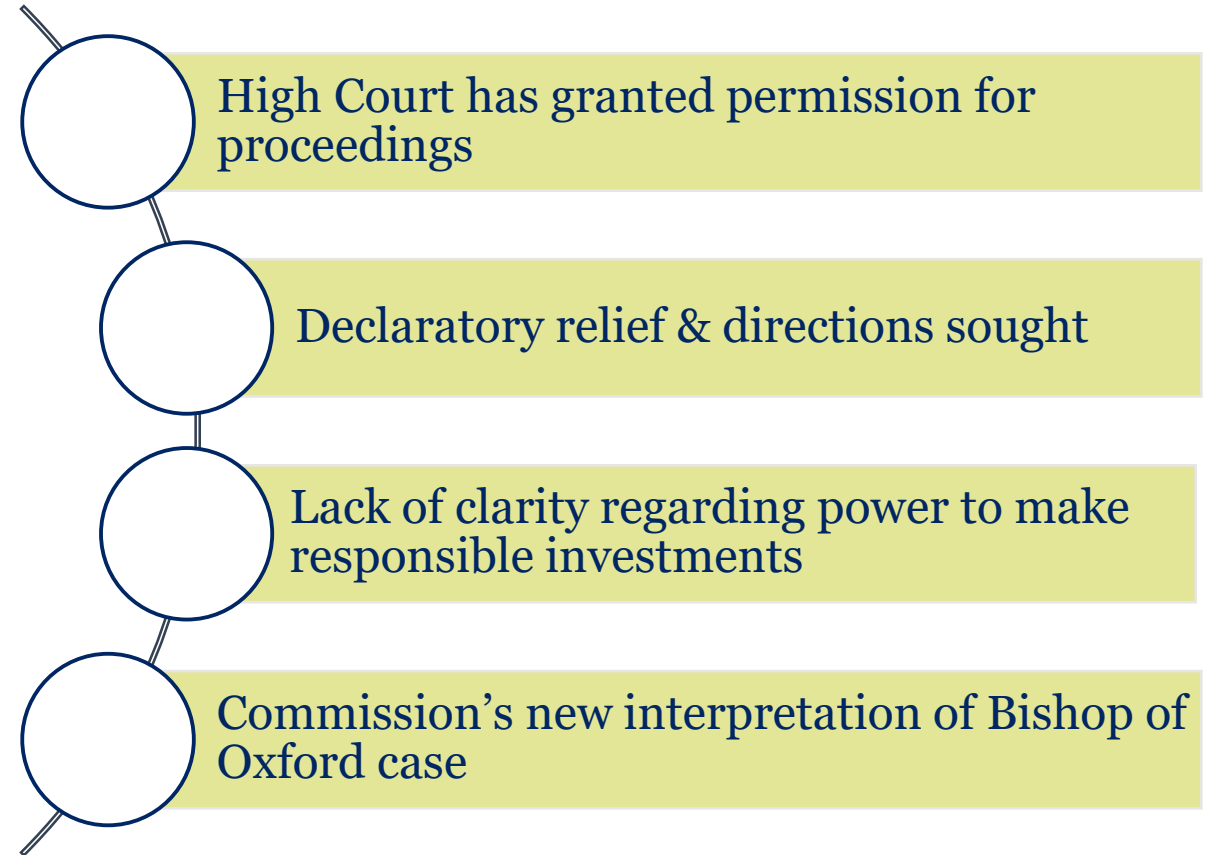 High Court has granted permission for
proceedings
Declaratory relief & directions sought
Lack of clarity regarding power to make
responsible investments
Commission’s new interpretation of Bishop of
Oxford case